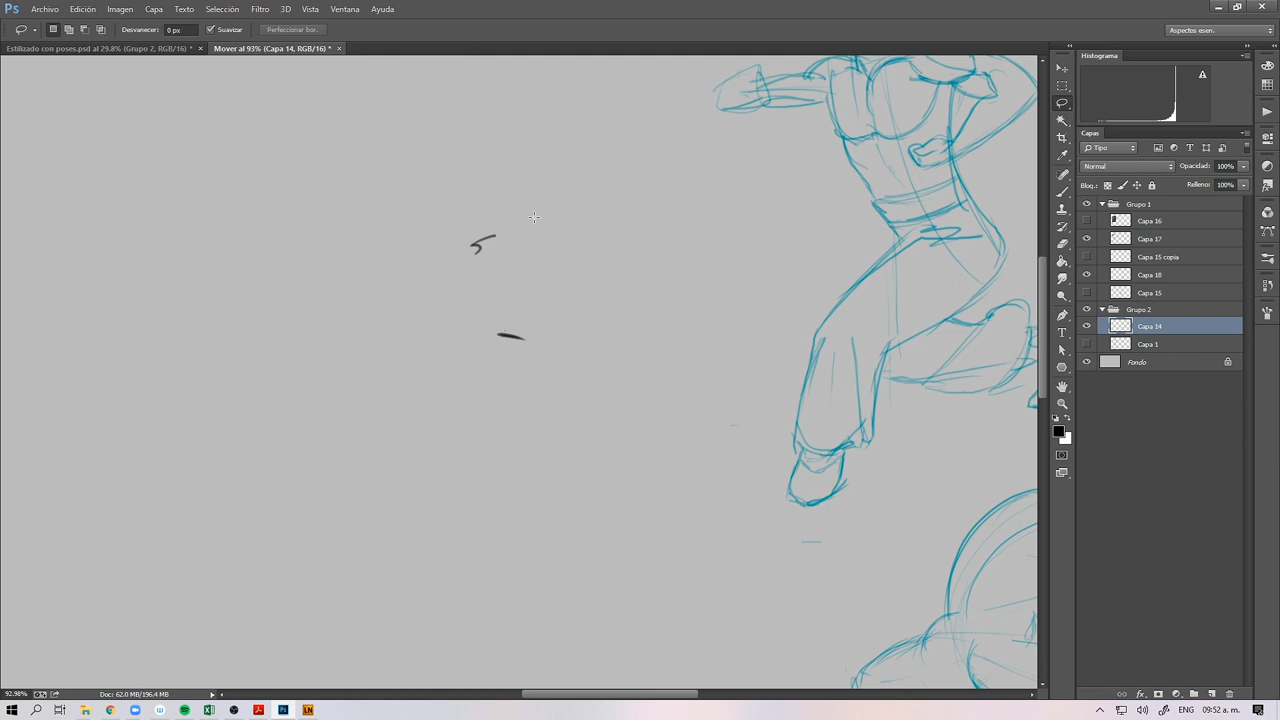 Ps Archivo Edición Imagen Capa Texto Selección Filtro 3D Vista Ventana Ayuda
Desvanecer: 0 px Suavizar Perfeccionar bor. Aspectos esen.
Estilizado con poses.psd al 29.8% (Grupo 2, RGB/16) * × Mover al 93% (Capa 14, RGB/16) * ×
Histograma
Capas
Tipo
Normal Opacidad: 100%
Bloq.: Relleno: 100%
Grupo 1
Capa 16
Capa 17
Capa 15 copia
Capa 18
Capa 15
Grupo 2
Capa 14
Capa 1
Fondo
92.98% Doc: 62.0 MB/196.4 MB
fx
ENG 09:52 a. m.